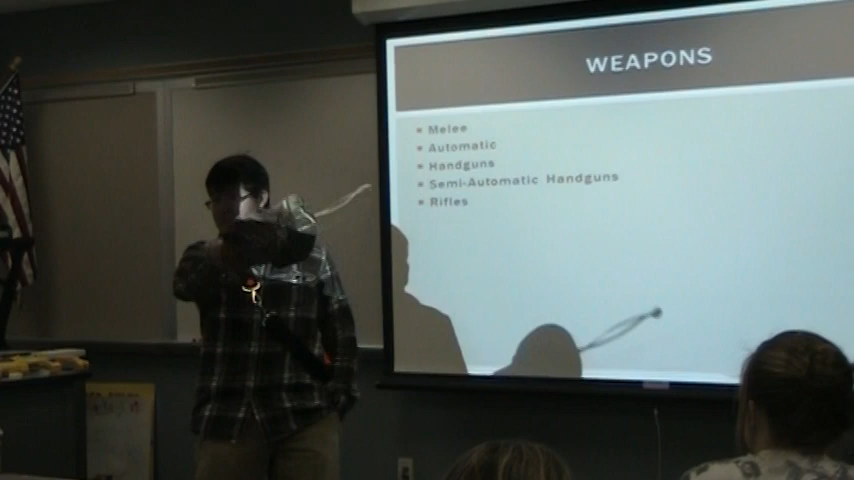 WEAPONS
Melee
Automatic
Handguns
Semi-Automatic Handguns
Rifles